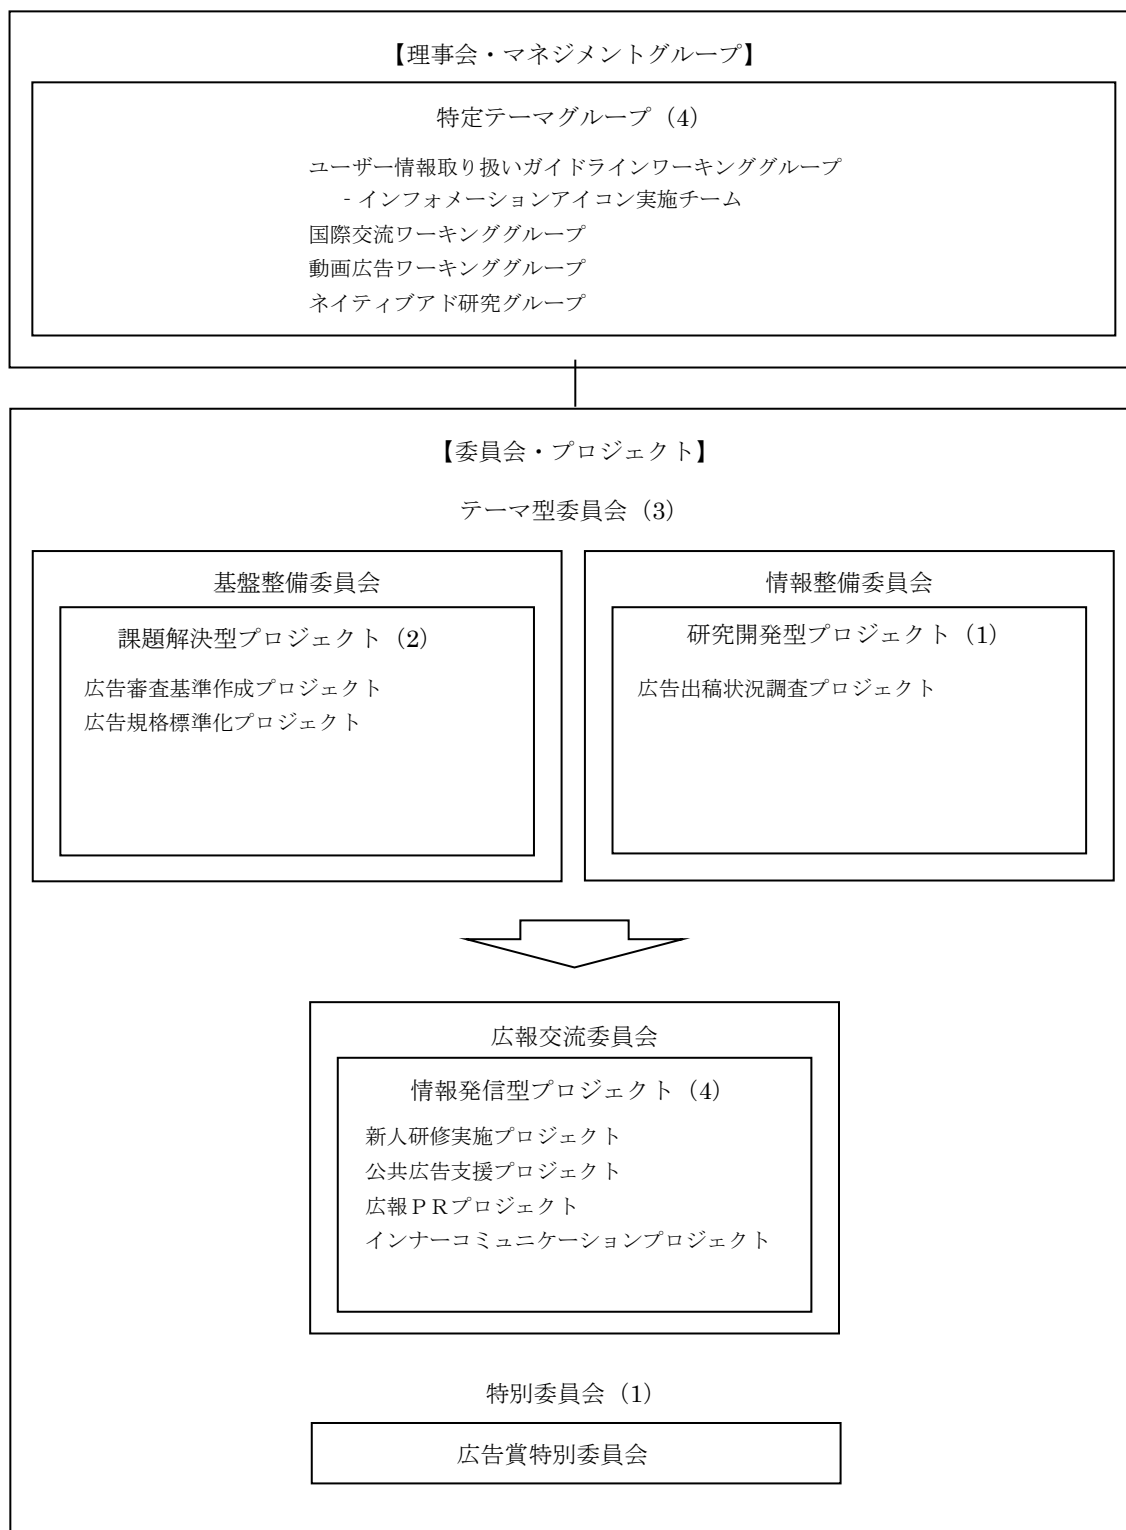 【理事会・マネジメントグループ】
特定テーマグループ（4）
ユーザー情報取り扱いガイドラインワーキンググループ
- インフォメーションアイコン実施チーム
国際交流ワーキンググループ
動画広告ワーキンググループ
ネイティブアド研究グループ
【委員会・プロジェクト】
テーマ型委員会（3）
基盤整備委員会
課題解決型プロジェクト（2）
広告審査基準作成プロジェクト
広告規格標準化プロジェクト
情報整備委員会
研究開発型プロジェクト（1）
広告出稿状況調査プロジェクト
広報交流委員会
情報発信型プロジェクト（4）
新人研修実施プロジェクト
公共広告支援プロジェクト
広報ＰＲプロジェクト
インナーコミュニケーションプロジェクト
特別委員会（1）
広告賞特別委員会